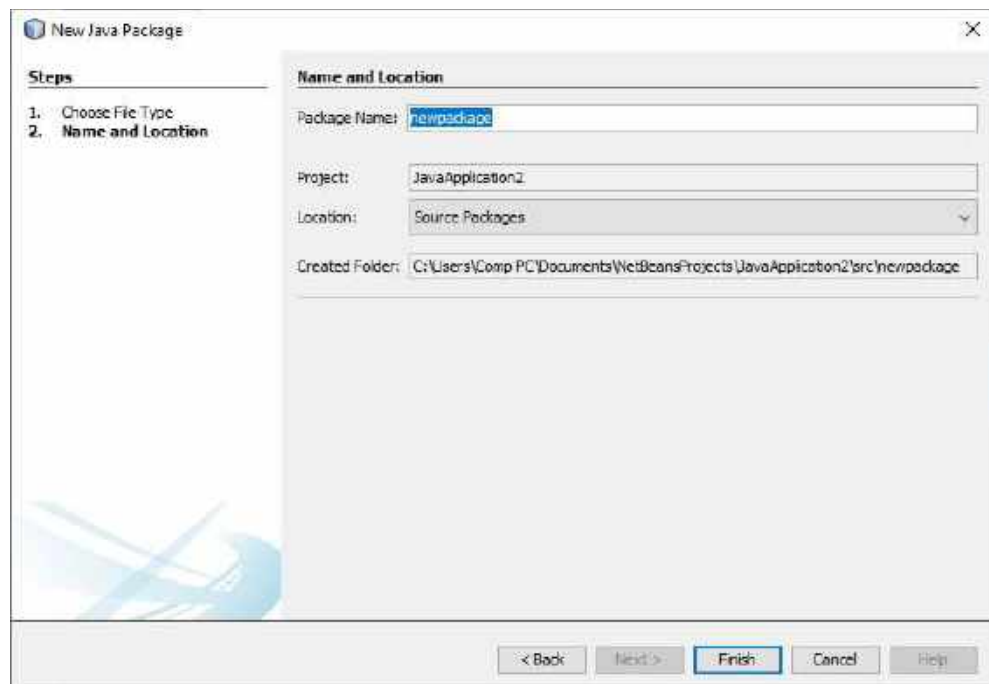 New Java Package
Steps
1. Choose File Type
2. Name and Location
Name and Location
Package Name: newpackage
Project: JavaApplication2
Location: Source Packages
Created Folder: C:\Users\Comp PC\Documents\NetBeansProjects\JavaApplication2\src\newpackage
< Back Next > Finish Cancel Help